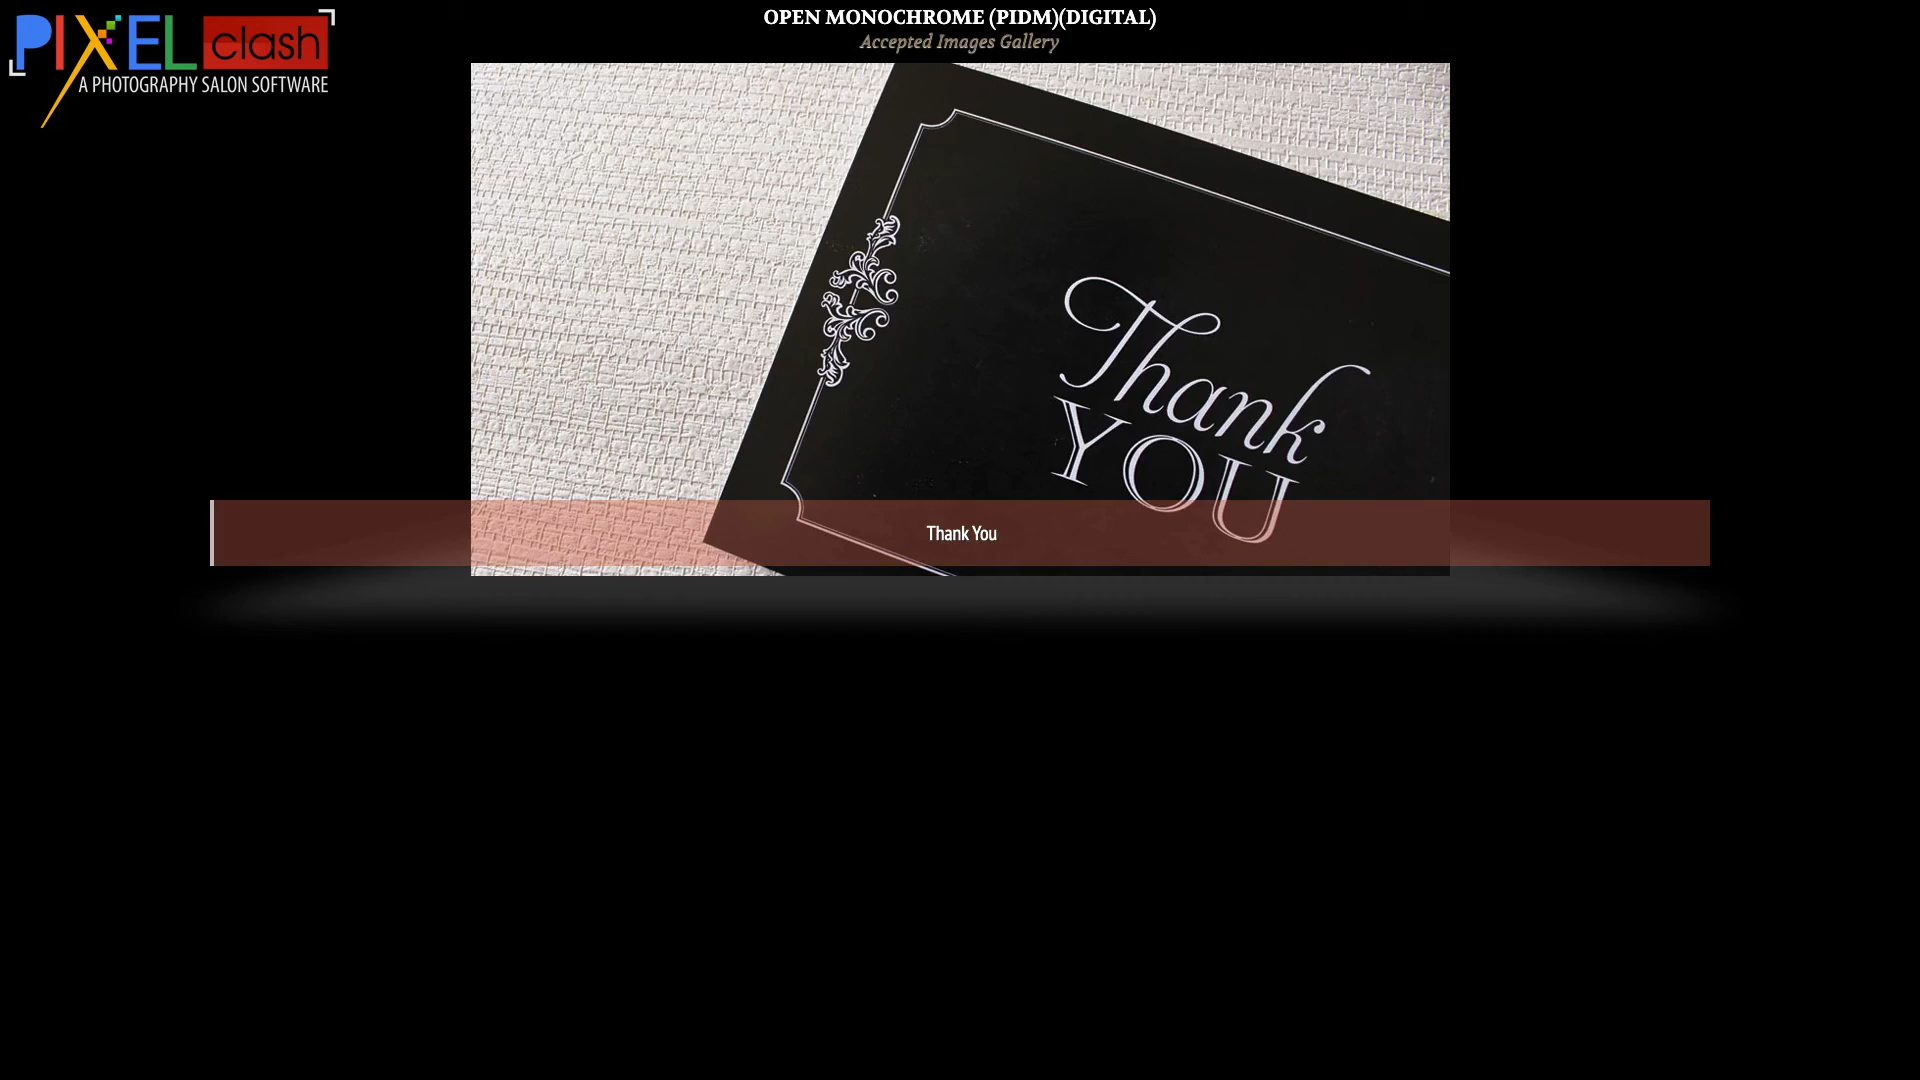 PIXEL clash
A PHOTOGRAPHY SALON SOFTWARE
OPEN MONOCHROME (PIDM)(DIGITAL)
Accepted Images Gallery
Thank
YOU
Thank You